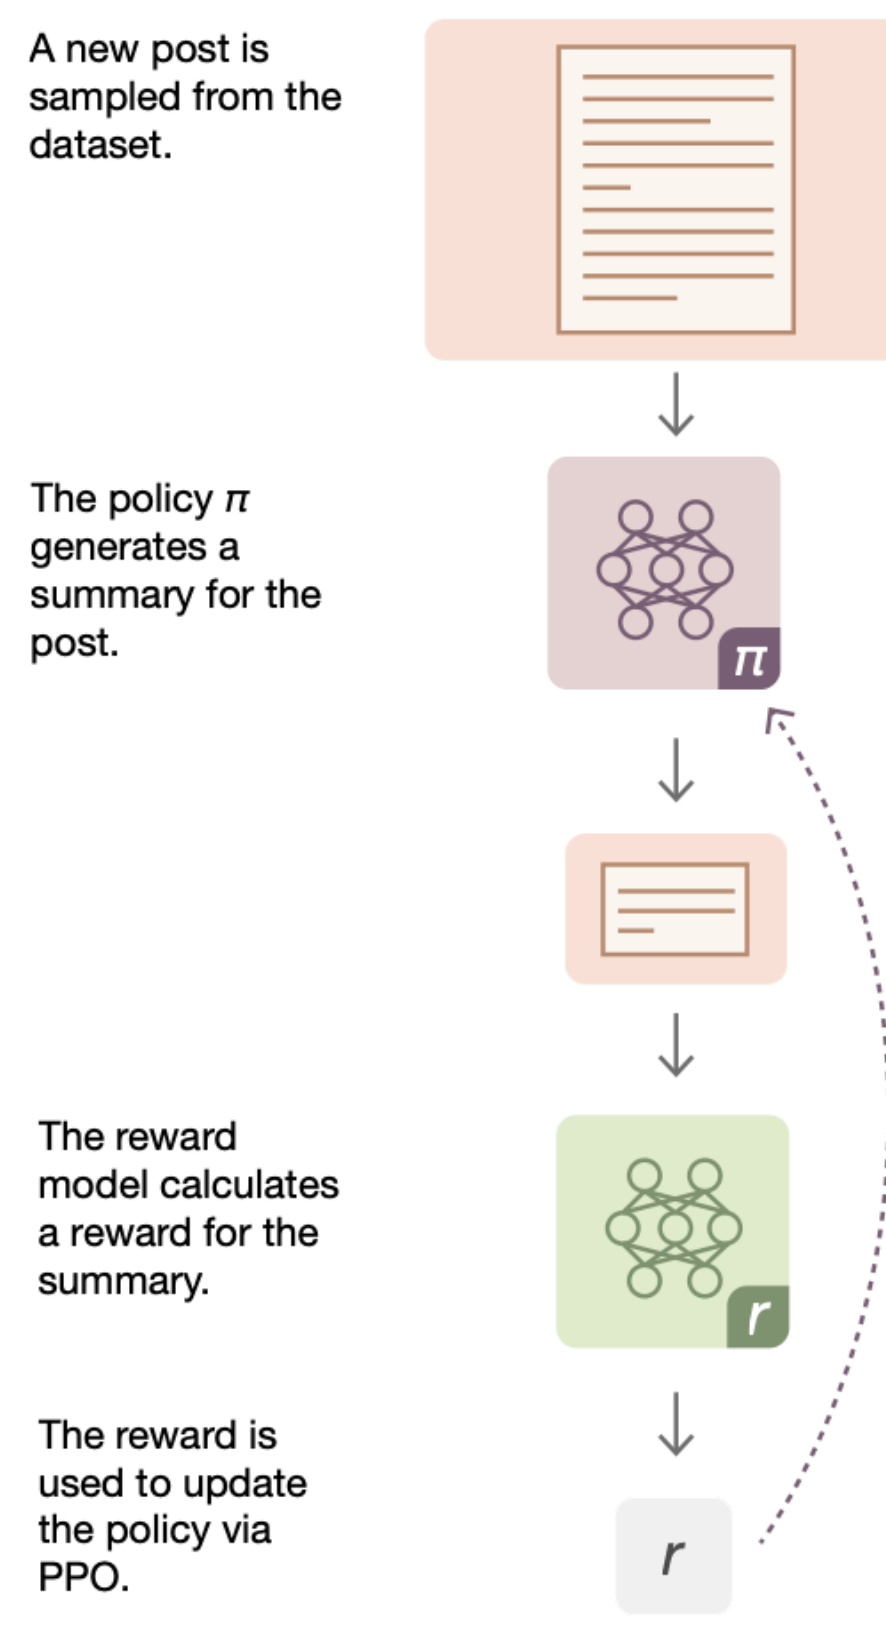 A new post is
sampled from the
dataset.
The policy π
generates a
summary for the
post.
π
The reward
model calculates
a reward for the
summary.
r
The reward is
used to update
the policy via
PPO.
r